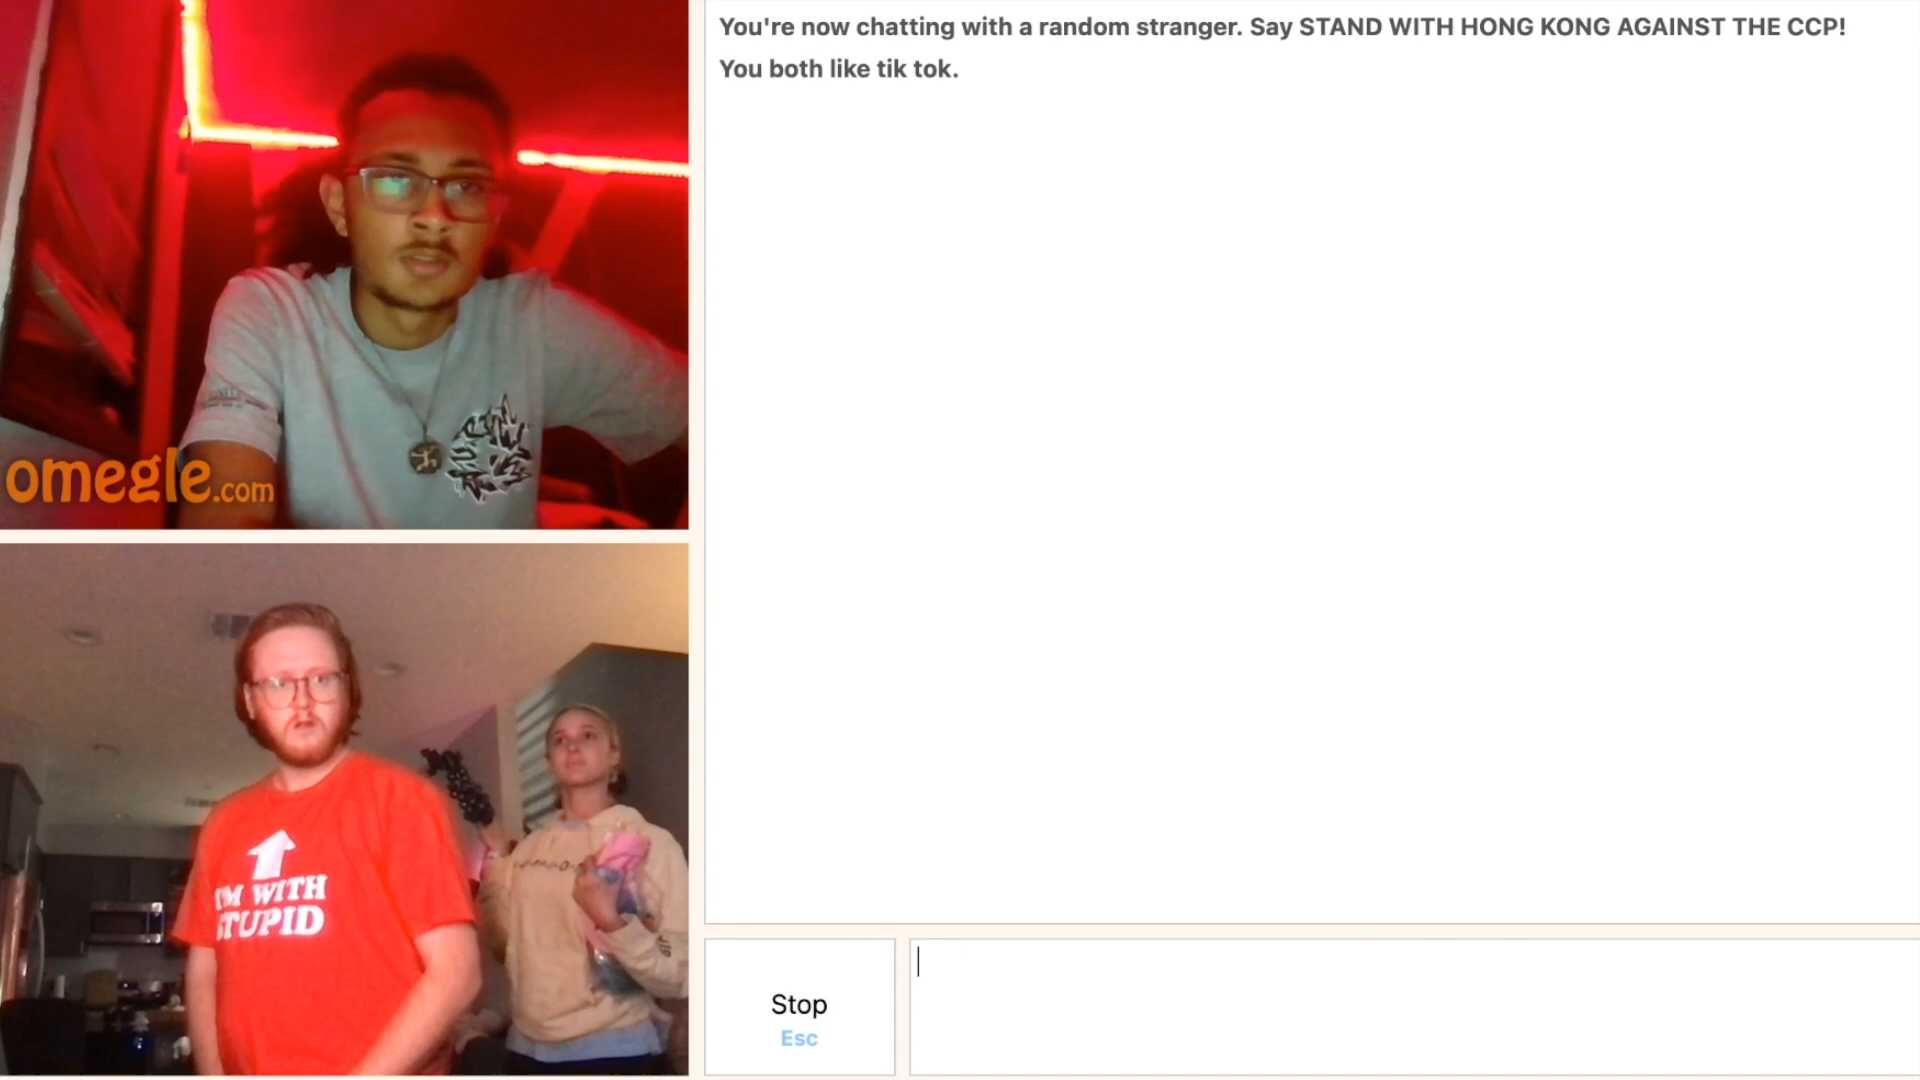 You're now chatting with a random stranger. Say STAND WITH HONG KONG AGAINST THE CCP!
You both like tik tok.
omegle.com
I'M WITH
STUPID
Stop
Esc